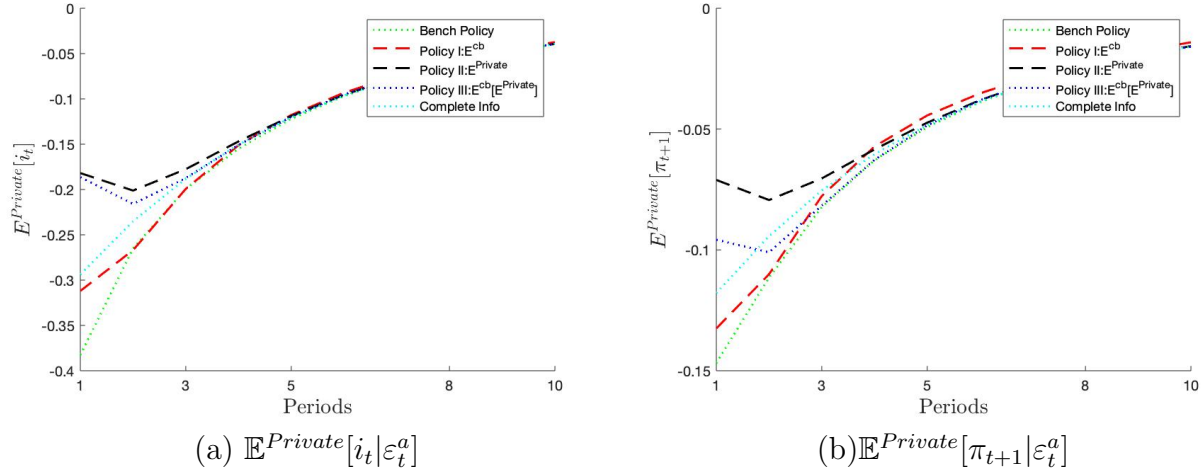 0
-0.05
-0.1
-0.15
-0.2
-0.25
-0.3
-0.35
-0.4
E^{Private}[i_t]
Bench Policy
Policy I:E^{cb}
Policy II:E^{Private}
Policy III:E^{cb}[E^{Private}]
Complete Info
1 3 5 8 10
Periods
(a) 𝔼^{Private}[i_t|ε_t^a]
0
-0.05
-0.1
-0.15
E^{Private}[π_{t+1}]
Bench Policy
Policy I:E^{cb}
Policy II:E^{Private}
Policy III:E^{cb}[E^{Private}]
Complete Info
1 3 5 8 10
Periods
(b)𝔼^{Private}[π_{t+1}|ε_t^a]